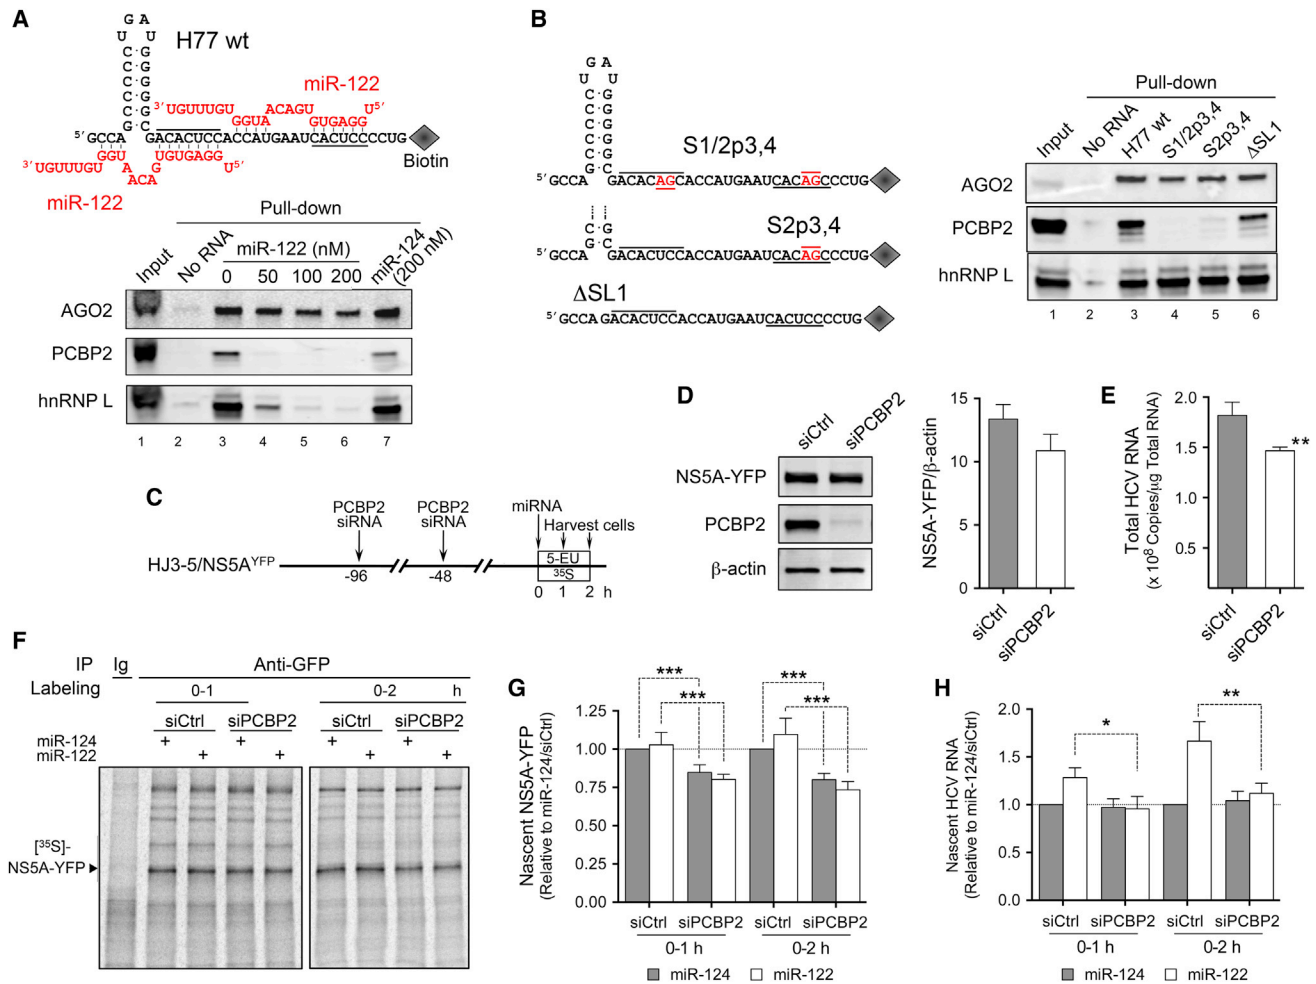 A
G A
U U
C·G
C·G
C·G
C·G
C·G
C·G
H77 wt
miR-122
3′UGUUUGU ACAGU U5′
GGUA GUGAGG
5′GCCA GACACUCCACCAUGAAUCACUCCCCUG
Biotin
GGU GUGUGAGG
3′UGUUUGU A U5′
ACA
miR-122
Pull-down
Input
No RNA
miR-122 (nM)
0 50 100 200
miR-124
(200 nM)
AGO2
PCBP2
hnRNP L
1 2 3 4 5 6 7
B
G A
U U
S1/2p3,4
5′GCCA GACACAGCACCAUGAAUCACAGCCCUG
S2p3,4
5′GCCA GACACUCCACCAUGAAUCACAGCCCUG
ΔSL1
5′GCCAGACACUCCACCAUGAAUCACUCCCCUG
Pull-down
Input
No RNA
H77 wt
S1/2p3,4
S2p3,4
ΔSL1
AGO2
PCBP2
hnRNP L
1 2 3 4 5 6
C
PCBP2
siRNA
PCBP2
siRNA
miRNA
Harvest cells
HJ3-5/NS5AYFP
5-EU
35S
-96 -48 0 1 2 h
D
siCtrl
siPCBP2
NS5A-YFP
PCBP2
β-actin
NS5A-YFP/β-actin
15
10
5
0
siCtrl
siPCBP2
E
Total HCV RNA
(x 10⁸ Copies/μg Total RNA)
2.0
1.5
1.0
0.5
**
siCtrl
siPCBP2
F
IP Ig Anti-GFP
Labeling 0-1 0-2 h
siCtrl siPCBP2 siCtrl siPCBP2
miR-124 + + + +
miR-122 + + + +
[35S]-
NS5A-YFP
G
Nascent NS5A-YFP
(Relative to miR-124/siCtrl)
1.25
1.00
0.75
0.50
0.25
0.00
*** *** *** ***
siCtrl siPCBP2 siCtrl siPCBP2
0-1 h 0-2 h
miR-124 miR-122
H
Nascent HCV RNA
(Relative to miR-124/siCtrl)
2.0
1.5
1.0
0.5
0.0
* **
siCtrl siPCBP2 siCtrl siPCBP2
0-1 h 0-2 h
miR-124 miR-122